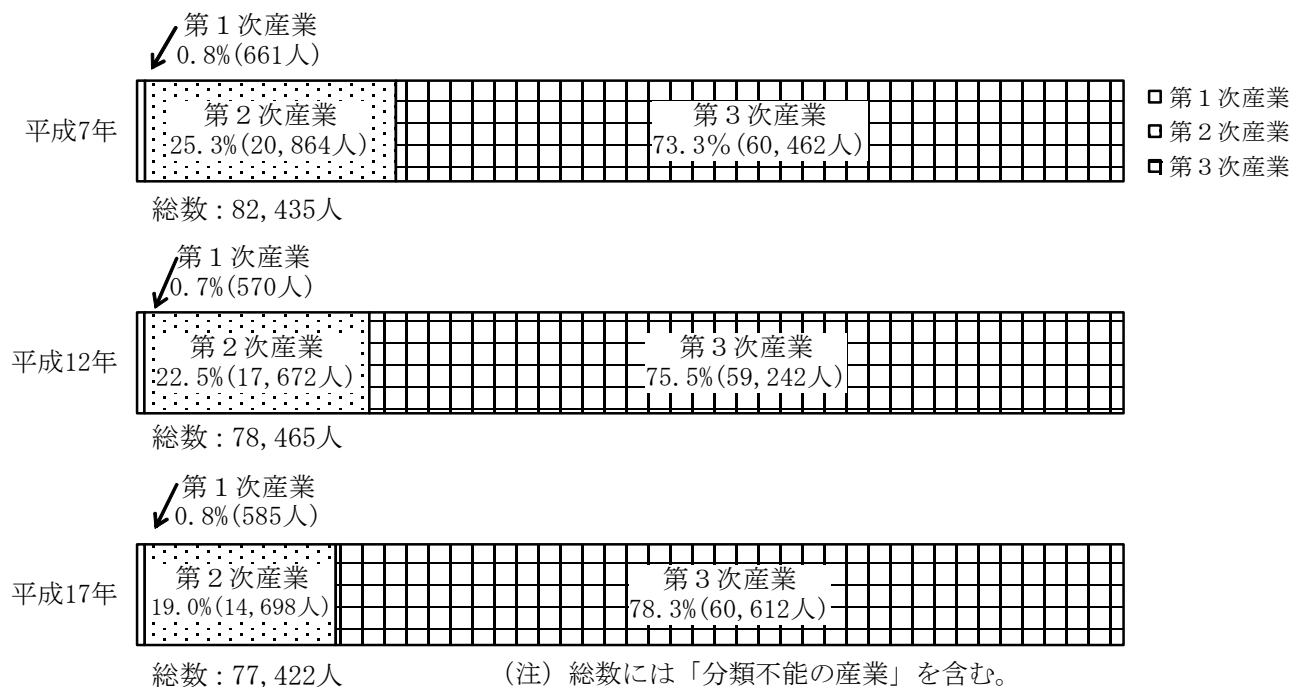 第１次産業
0.8%(661人)
平成7年
第２次産業
25.3%(20,864人)
第３次産業
73.3%(60,462人)
第１次産業
第２次産業
第３次産業
総数：82,435人
第１次産業
0.7%(570人)
平成12年
第２次産業
22.5%(17,672人)
第３次産業
75.5%(59,242人)
総数：78,465人
第１次産業
0.8%(585人)
平成17年
第２次産業
19.0%(14,698人)
第３次産業
78.3%(60,612人)
総数：77,422人
（注）総数には「分類不能の産業」を含む。